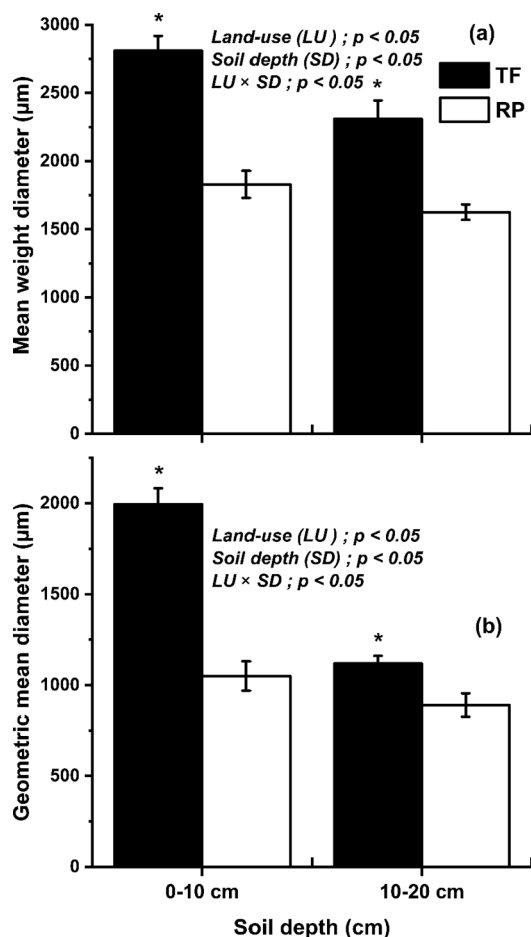 3000
2500
2000
1500
1000
500
0
Mean weight diameter (µm)
Land-use (LU ) ; p < 0.05
Soil depth (SD) ; p < 0.05
LU × SD ; p < 0.05
*
*
(a)
TF
RP
2000
1500
1000
500
0
Geometric mean diameter (µm)
*
Land-use (LU ) ; p < 0.05
Soil depth (SD) ; p < 0.05
LU × SD ; p < 0.05
*
(b)
0-10 cm 10-20 cm
Soil depth (cm)